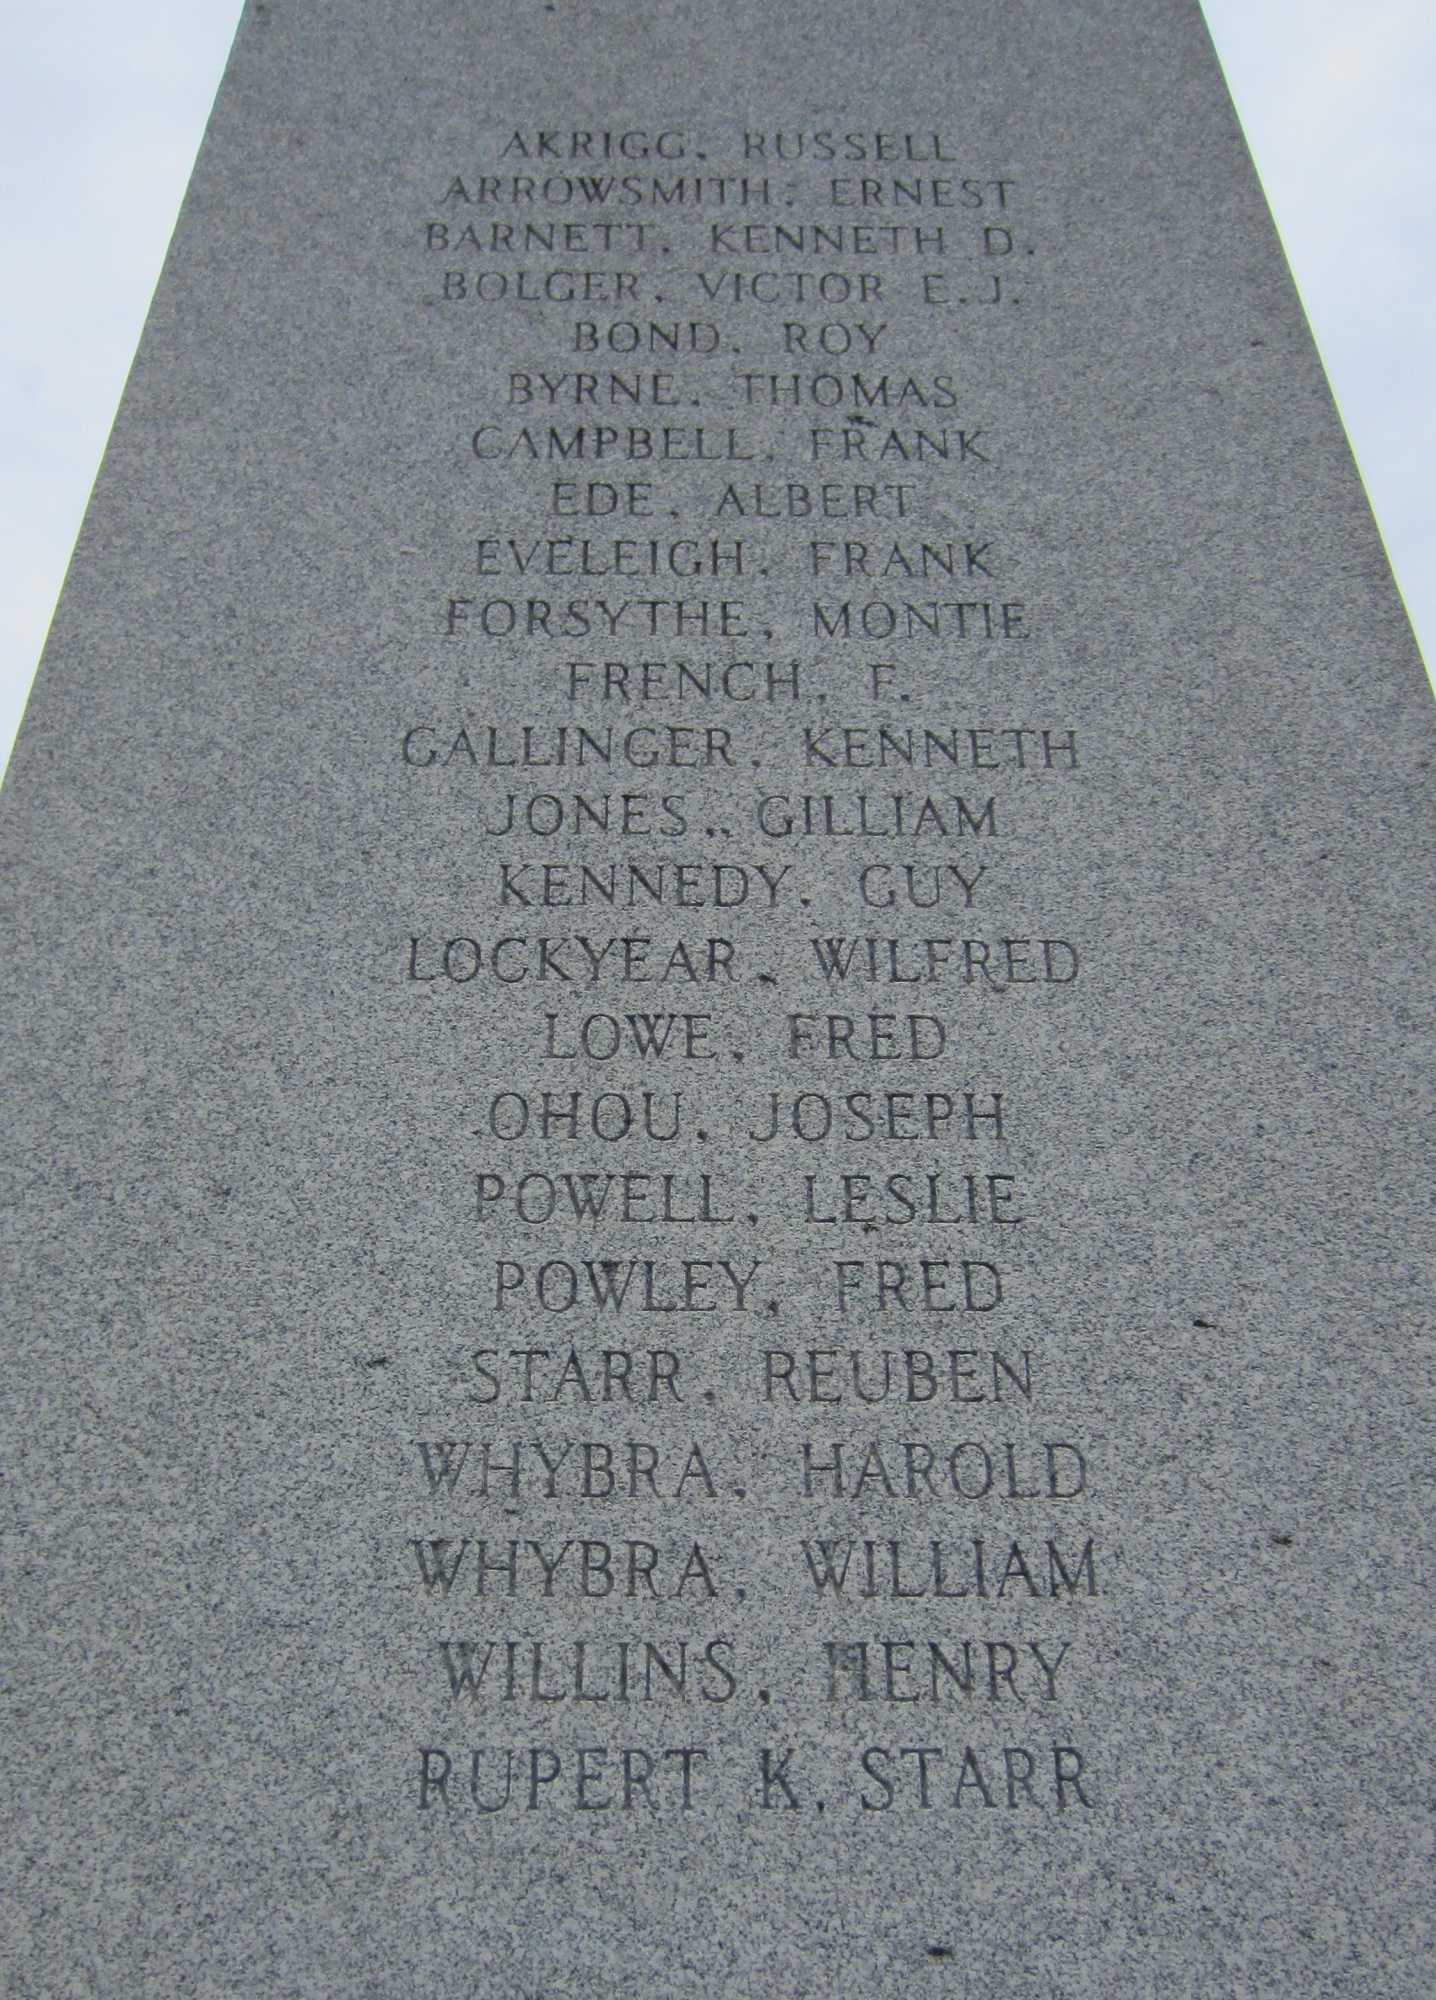 AKRIGG, RUSSELL
ARROWSMITH, ERNEST
BARNETT, KENNETH D.
BOLGER, VICTOR E.J.
BOND, ROY
BYRNE, THOMAS
CAMPBELL, FRANK
EDE, ALBERT
EVELEIGH, FRANK
FORSYTHE, MONTIE
FRENCH, F.
GALLINGER, KENNETH
JONES, GILLIAM
KENNEDY, GUY
LOCKYEAR, WILFRED
LOWE, FRED
OHOU, JOSEPH
POWELL, LESLIE
POWLEY, FRED
STARR, REUBEN
WHYBRA, HAROLD
WHYBRA, WILLIAM
WILLINS, HENRY
RUPERT K. STARR